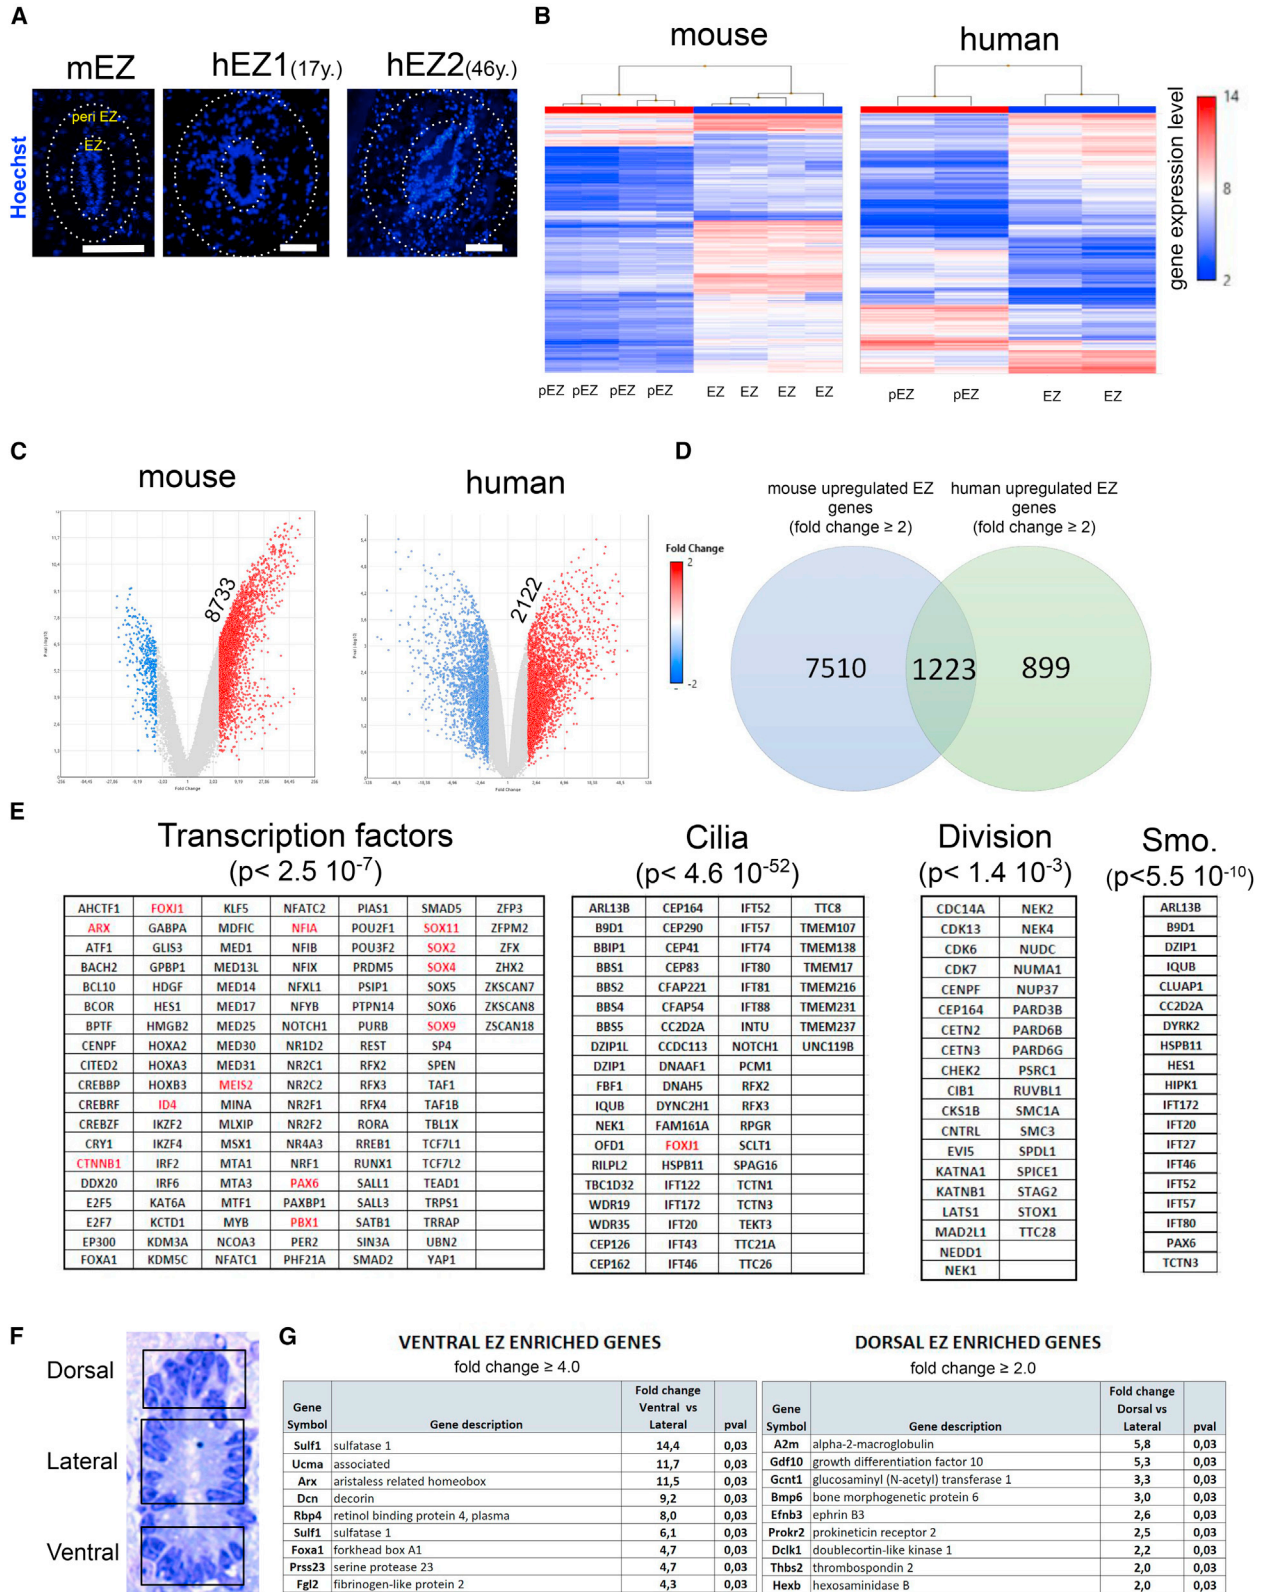 A
mEZ
hEZ1(17y.)
hEZ2(46y.)
Hoechst
peri EZ
EZ
B
mouse
human
pEZ pEZ pEZ pEZ EZ EZ EZ EZ
pEZ pEZ EZ EZ
gene expression level
14
8
2
C
mouse
human
8733
2122
Fold Change
Fold Change
Fold Change
2
-2
D
mouse upregulated EZ
genes
(fold change ≥ 2)
human upregulated EZ
genes
(fold change ≥ 2)
7510
1223
899
E
Transcription factors
(p< 2.5 10-7)
AHCTF1 FOXJ1 KLF5 NFATC2 PIAS1 SMAD5 ZFP3
ARX GABPA MDFIC NFIA POU2F1 SOX11 ZFPM2
ATF1 GLIS3 MED1 NFIB POU3F2 SOX2 ZFX
BACH2 GPBP1 MED13L NFIX PRDM5 SOX4 ZHX2
BCL10 HDGF MED14 NFXL1 PSIP1 SOX5 ZKSCAN7
BCOR HES1 MED17 NFYB PTPN14 SOX6 ZKSCAN8
BPTF HMGB2 MED25 NOTCH1 PURB SOX9 ZSCAN18
CENPF HOXA2 MED30 NR1D2 REST SP4
CITED2 HOXA3 MED31 NR2C1 RFX2 SPEN
CREBBP HOXB3 MEIS2 NR2C2 RFX3 TAF1
CREBRF ID4 MINA NR2F1 RFX4 TAF1B
CREBZF IKZF2 MLXIP NR2F2 RORA TBL1X
CRY1 IKZF4 MSX1 NR4A3 RREB1 TCF7L1
CTNNB1 IRF2 MTA1 NRF1 RUNX1 TCF7L2
DDX20 IRF6 MTA3 PAX6 SALL1 TEAD1
E2F5 KAT6A MTF1 PAXBP1 SALL3 TRPS1
E2F7 KCTD1 MYB PBX1 SATB1 TRRAP
EP300 KDM3A NCOA3 PER2 SIN3A UBN2
FOXA1 KDM5C NFATC1 PHF21A SMAD2 YAP1
Cilia
(p< 4.6 10-52)
ARL13B CEP164 IFT52 TTC8
B9D1 CEP290 IFT57 TMEM107
BBIP1 CEP41 IFT74 TMEM138
BBS1 CEP83 IFT80 TMEM17
BBS2 CFAP221 IFT81 TMEM216
BBS4 CFAP54 IFT88 TMEM231
BBS5 CC2D2A INTU TMEM237
DZIP1L CCDC113 NOTCH1 UNC119B
DZIP1 DNAAF1 PCM1
FBF1 DNAH5 RFX2
IQUB DYNC2H1 RFX3
NEK1 FAM161A RPGR
OFD1 FOXJ1 SCLT1
RILPL2 HSPB11 SPAG16
TBC1D32 IFT122 TCTN1
WDR19 IFT172 TCTN3
WDR35 IFT20 TEKT3
CEP126 IFT43 TTC21A
CEP162 IFT46 TTC26
Division
(p< 1.4 10-3)
CDC14A NEK2
CDK13 NEK4
CDK6 NUDC
CDK7 NUMA1
CENPF NUP37
CEP164 PARD3B
CETN2 PARD6B
CETN3 PARD6G
CHEK2 PSRC1
CIB1 RUVBL1
CKS1B SMC1A
CNTRL SMC3
EVI5 SPDL1
KATNA1 SPICE1
KATNB1 STAG2
LATS1 STOX1
MAD2L1 TTC28
NEDD1
NEK1
Smo.
(p<5.5 10-10)
ARL13B
B9D1
DZIP1
IQUB
CLUAP1
CC2D2A
DYRK2
HSPB11
HES1
HIPK1
IFT172
IFT20
IFT27
IFT46
IFT52
IFT57
IFT80
PAX6
TCTN3
F
Dorsal
Lateral
Ventral
G
VENTRAL EZ ENRICHED GENES
fold change ≥ 4.0
Gene Symbol Gene description Fold change Ventral vs Lateral pval
Sulf1 sulfatase 1 14,4 0,03
Ucma associated 11,7 0,03
Arx aristaless related homeobox 11,5 0,03
Dcn decorin 9,2 0,03
Rbp4 retinol binding protein 4, plasma 8,0 0,03
Sulf1 sulfatase 1 6,1 0,03
Foxa1 forkhead box A1 4,7 0,03
Prss23 serine protease 23 4,7 0,03
Fgl2 fibrinogen-like protein 2 4,3 0,03
DORSAL EZ ENRICHED GENES
fold change ≥ 2.0
Gene Symbol Gene description Fold change Dorsal vs Lateral pval
A2m alpha-2-macroglobulin 5,8 0,03
Gdf10 growth differentiation factor 10 5,3 0,03
Gcnt1 glucosaminyl (N-acetyl) transferase 1 3,3 0,03
Bmp6 bone morphogenetic protein 6 3,0 0,03
Efnb3 ephrin B3 2,6 0,03
Prokr2 prokineticin receptor 2 2,5 0,03
Dclk1 doublecortin-like kinase 1 2,2 0,03
Thbs2 thrombospondin 2 2,0 0,03
Hexb hexosaminidase B 2,0 0,03